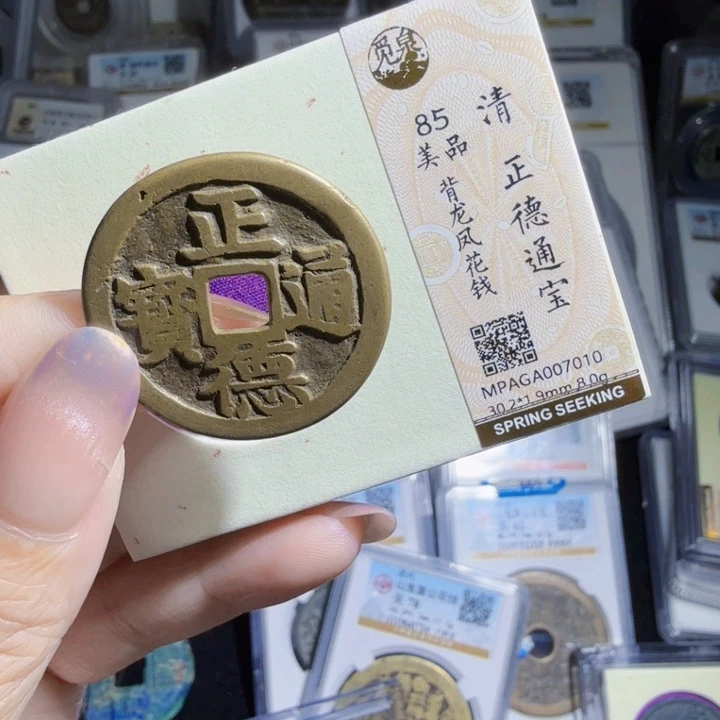 正德通寶
覓泉
清 正德通宝
85
美品 背龙凤花钱
MPAGA007010
30.2*1.9mm 8.0g
SPRING SEEKING